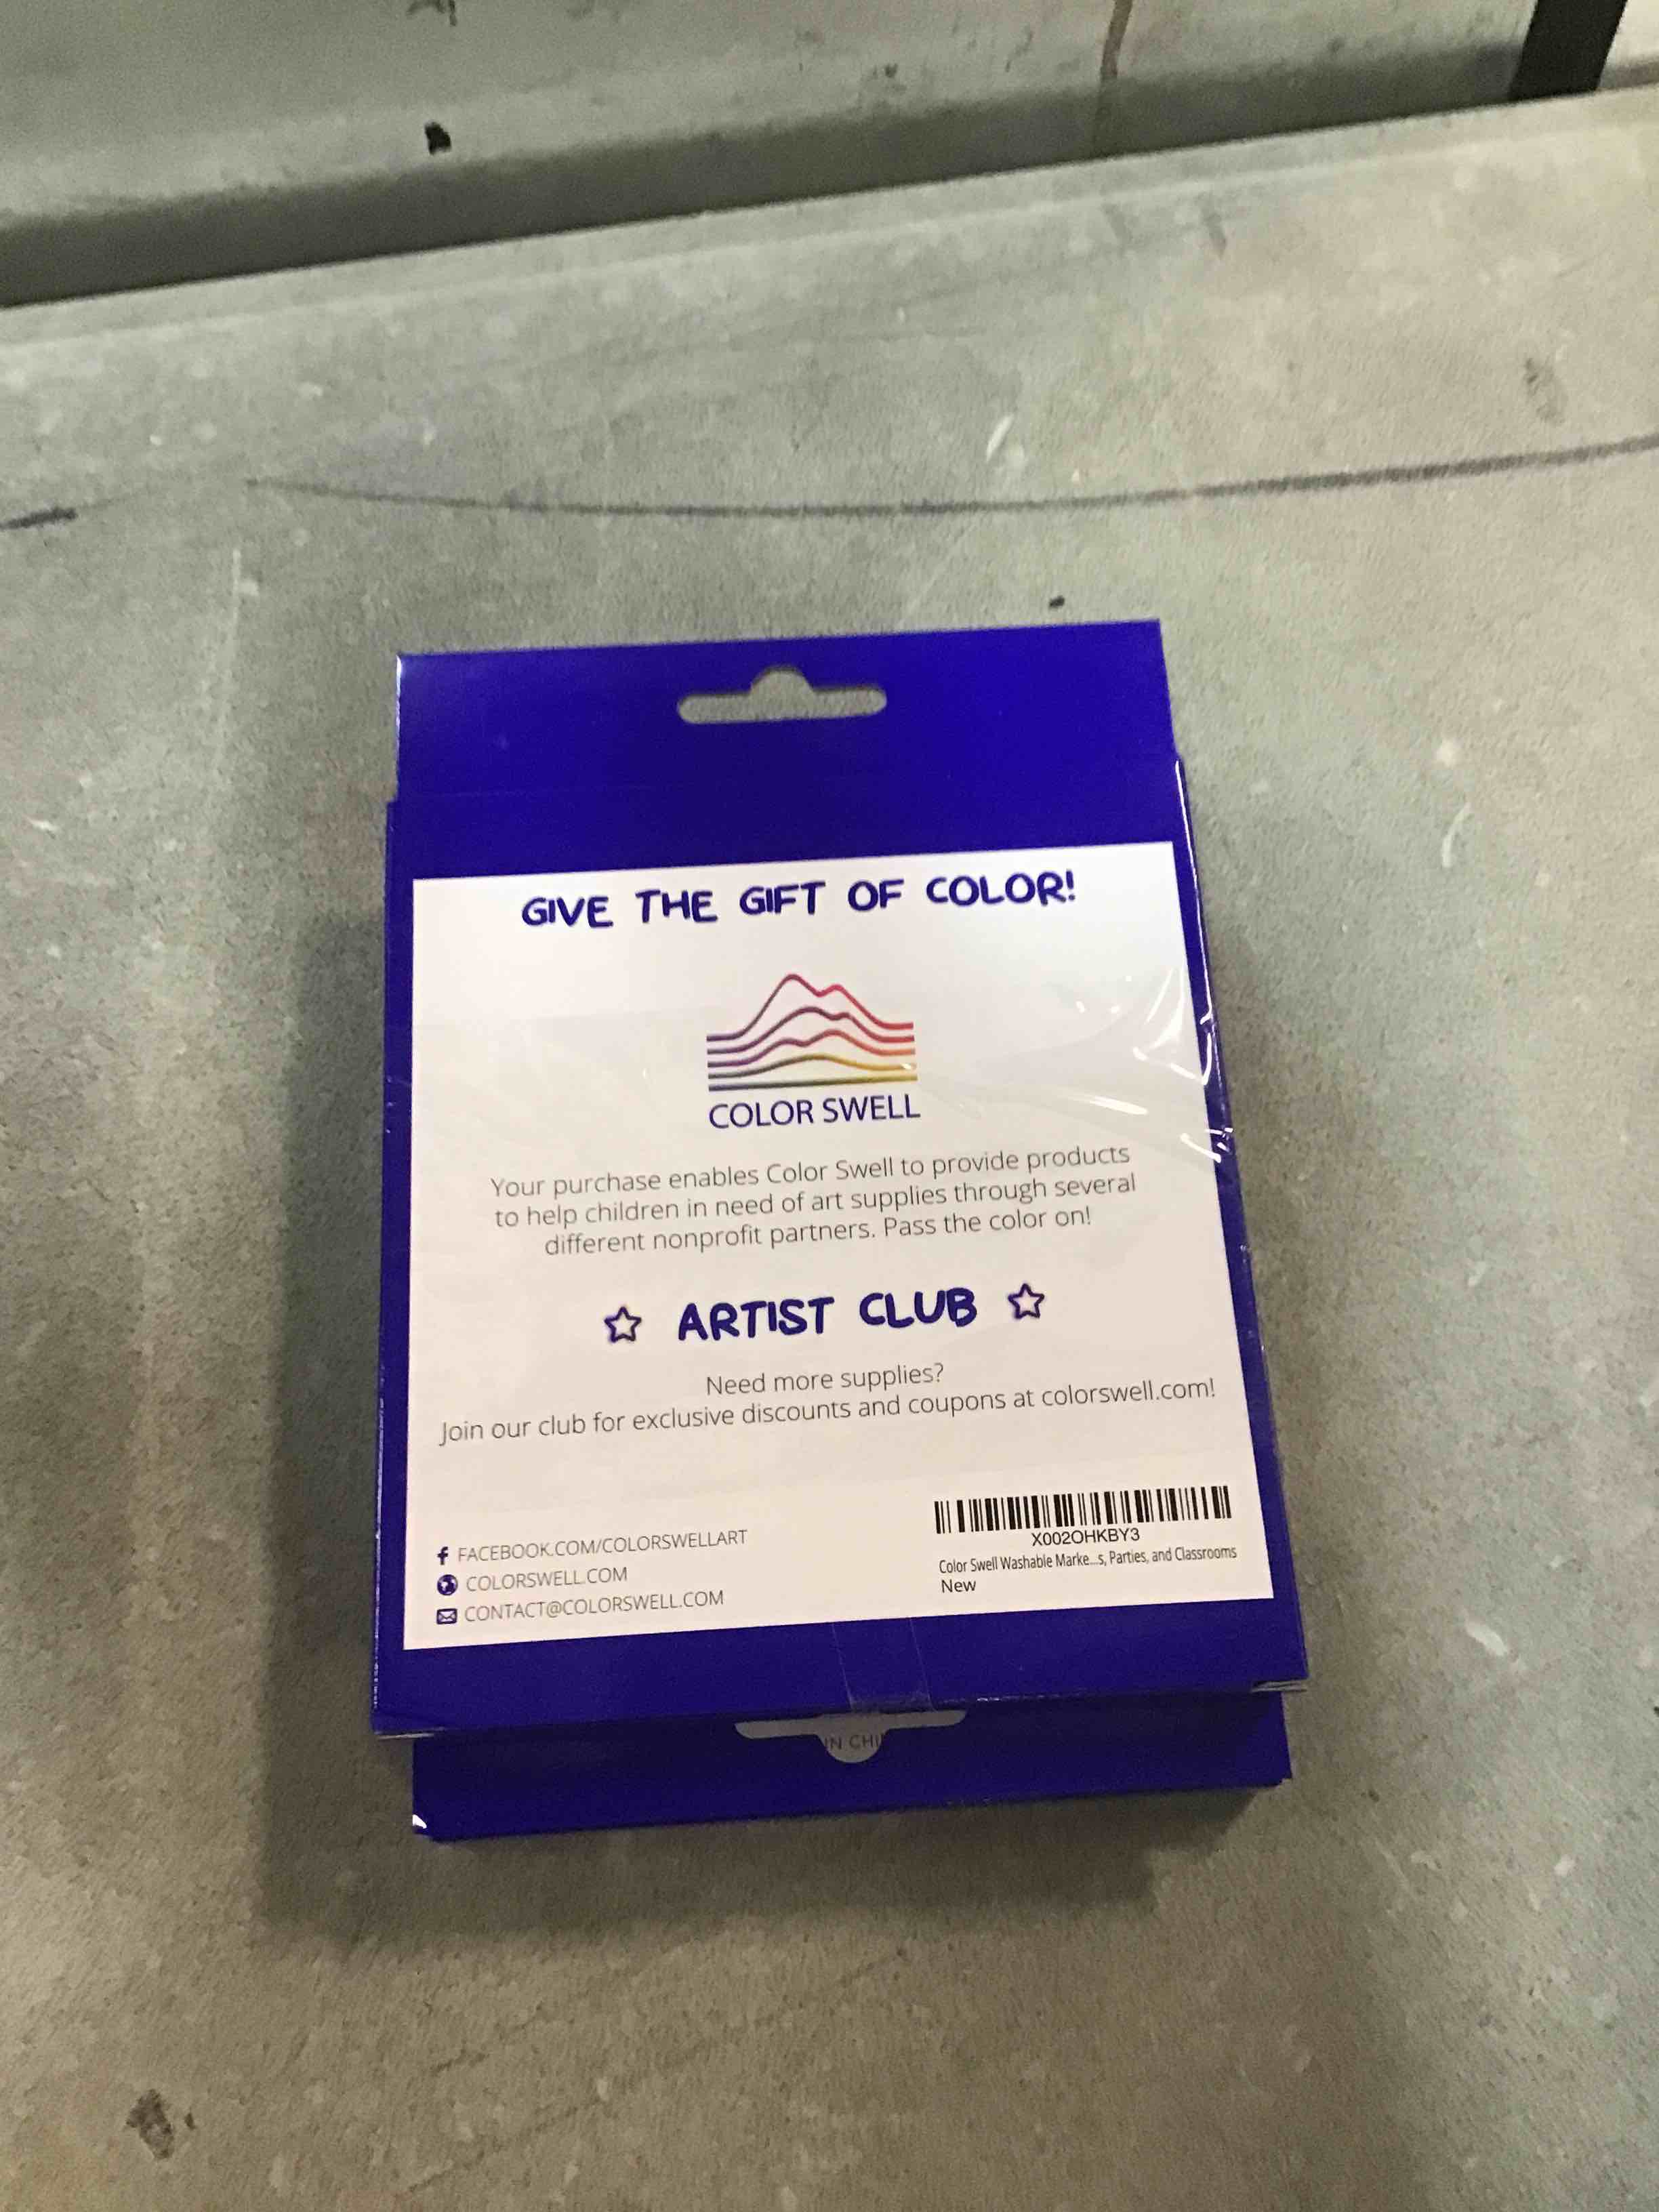 GIVE THE GIFT OF COLOR!
COLOR SWELL
Your purchase enables Color Swell to provide products
to help children in need of art supplies through several
different nonprofit partners. Pass the color on!
ARTIST CLUB
Need more supplies?
Join our club for exclusive discounts and coupons at colorswell.com!
FACEBOOK.COM/COLORSWELLART
COLORSWELL.COM
CONTACT@COLORSWELL.COM
X002OHKBY3
Color Swell Washable Marke...s, Parties, and Classrooms
New
IN CHI